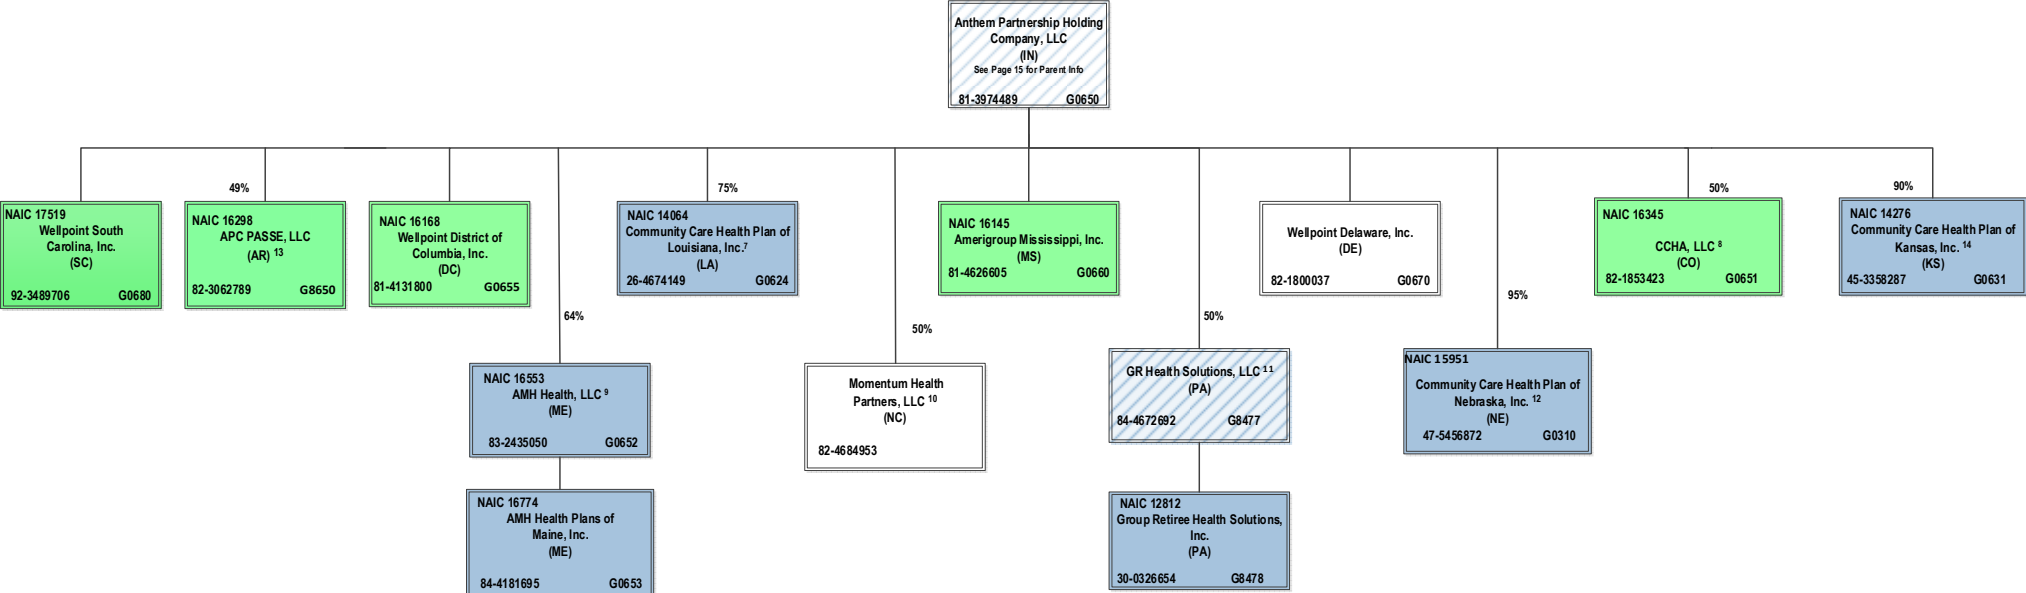 Anthem Partnership Holding
Company, LLC
(IN)
See Page 15 for Parent Info
81-3974489 G0650
49%
75%
50%
90%
NAIC 17519
Wellpoint South
Carolina, Inc.
(SC)
92-3489706 G0680
NAIC 16298
APC PASSE, LLC
(AR) 13
82-3062789 G8650
NAIC 16168
Wellpoint District of
Columbia, Inc.
(DC)
81-4131800 G0655
NAIC 14064
Community Care Health Plan of
Louisiana, Inc.7
(LA)
26-4674149 G0624
NAIC 16145
Amerigroup Mississippi, Inc.
(MS)
81-4626605 G0660
Wellpoint Delaware, Inc.
(DE)
82-1800037 G0670
NAIC 16345
CCHA, LLC 8
(CO)
82-1853423 G0651
NAIC 14276
Community Care Health Plan of
Kansas, Inc. 14
(KS)
45-3358287 G0631
64%
50%
50%
95%
NAIC 16553
AMH Health, LLC 9
(ME)
83-2435050 G0652
Momentum Health
Partners, LLC 10
(NC)
82-4684953
GR Health Solutions, LLC 11
(PA)
84-4672692 G8477
NAIC 15951
Community Care Health Plan of
Nebraska, Inc. 12
(NE)
47-5456872 G0310
NAIC 16774
AMH Health Plans of
Maine, Inc.
(ME)
84-4181695 G0653
NAIC 12812
Group Retiree Health Solutions,
Inc.
(PA)
30-0326654 G8478